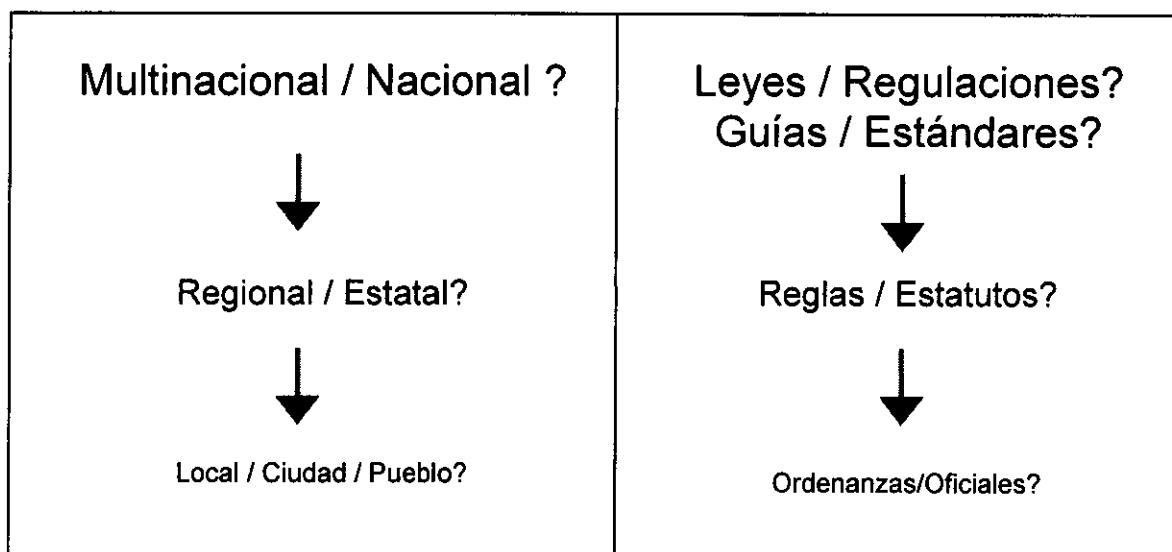 Multinacional / Nacional ?
Regional / Estatal?
Local / Ciudad / Pueblo?
Leyes / Regulaciones?
Guías / Estándares?
Reglas / Estatutos?
Ordenanzas/Oficiales?